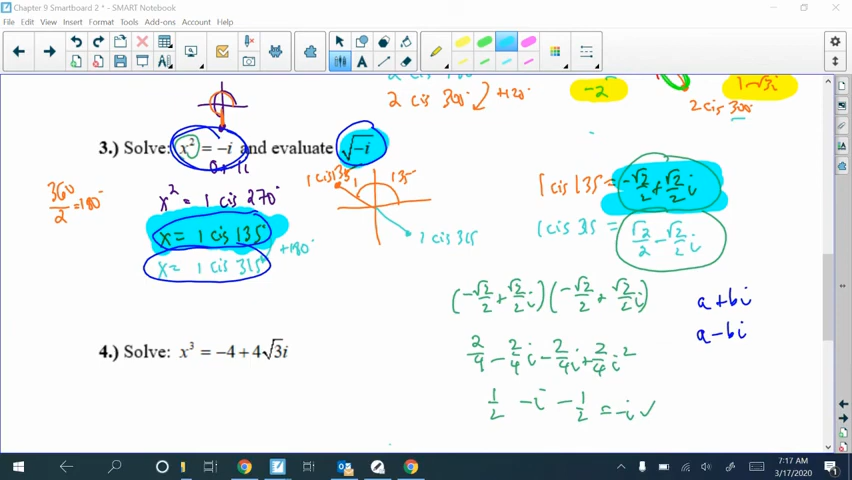 Chapter 9 Smartboard 2 * - SMART Notebook
File Edit View Insert Format Tools Add-ons Account Help
2 cis 300° +120°
-2
1-√3i
2 cis 300°
3.) Solve: x² = -i and evaluate √-i
0+-1i
x² = 1 cis 270°
360/2 = 180°
x = 1 cis 135°
+180°
x = 1 cis 315°
1 cis 135°
135°
1 cis 315
1 cis 135 = -√2/2 + √2/2 i
1 cis 315 = √2/2 - √2/2 i
(-√2/2 + √2/2 i)(-√2/2 + √2/2 i)
a+bi
a-bi
2/4 - 2/4 i - 2/4 i + 2/4 i²
1/2 - i - 1/2 = -i ✓
4.) Solve: x³ = -4 + 4√3i
7:17 AM
3/17/2020